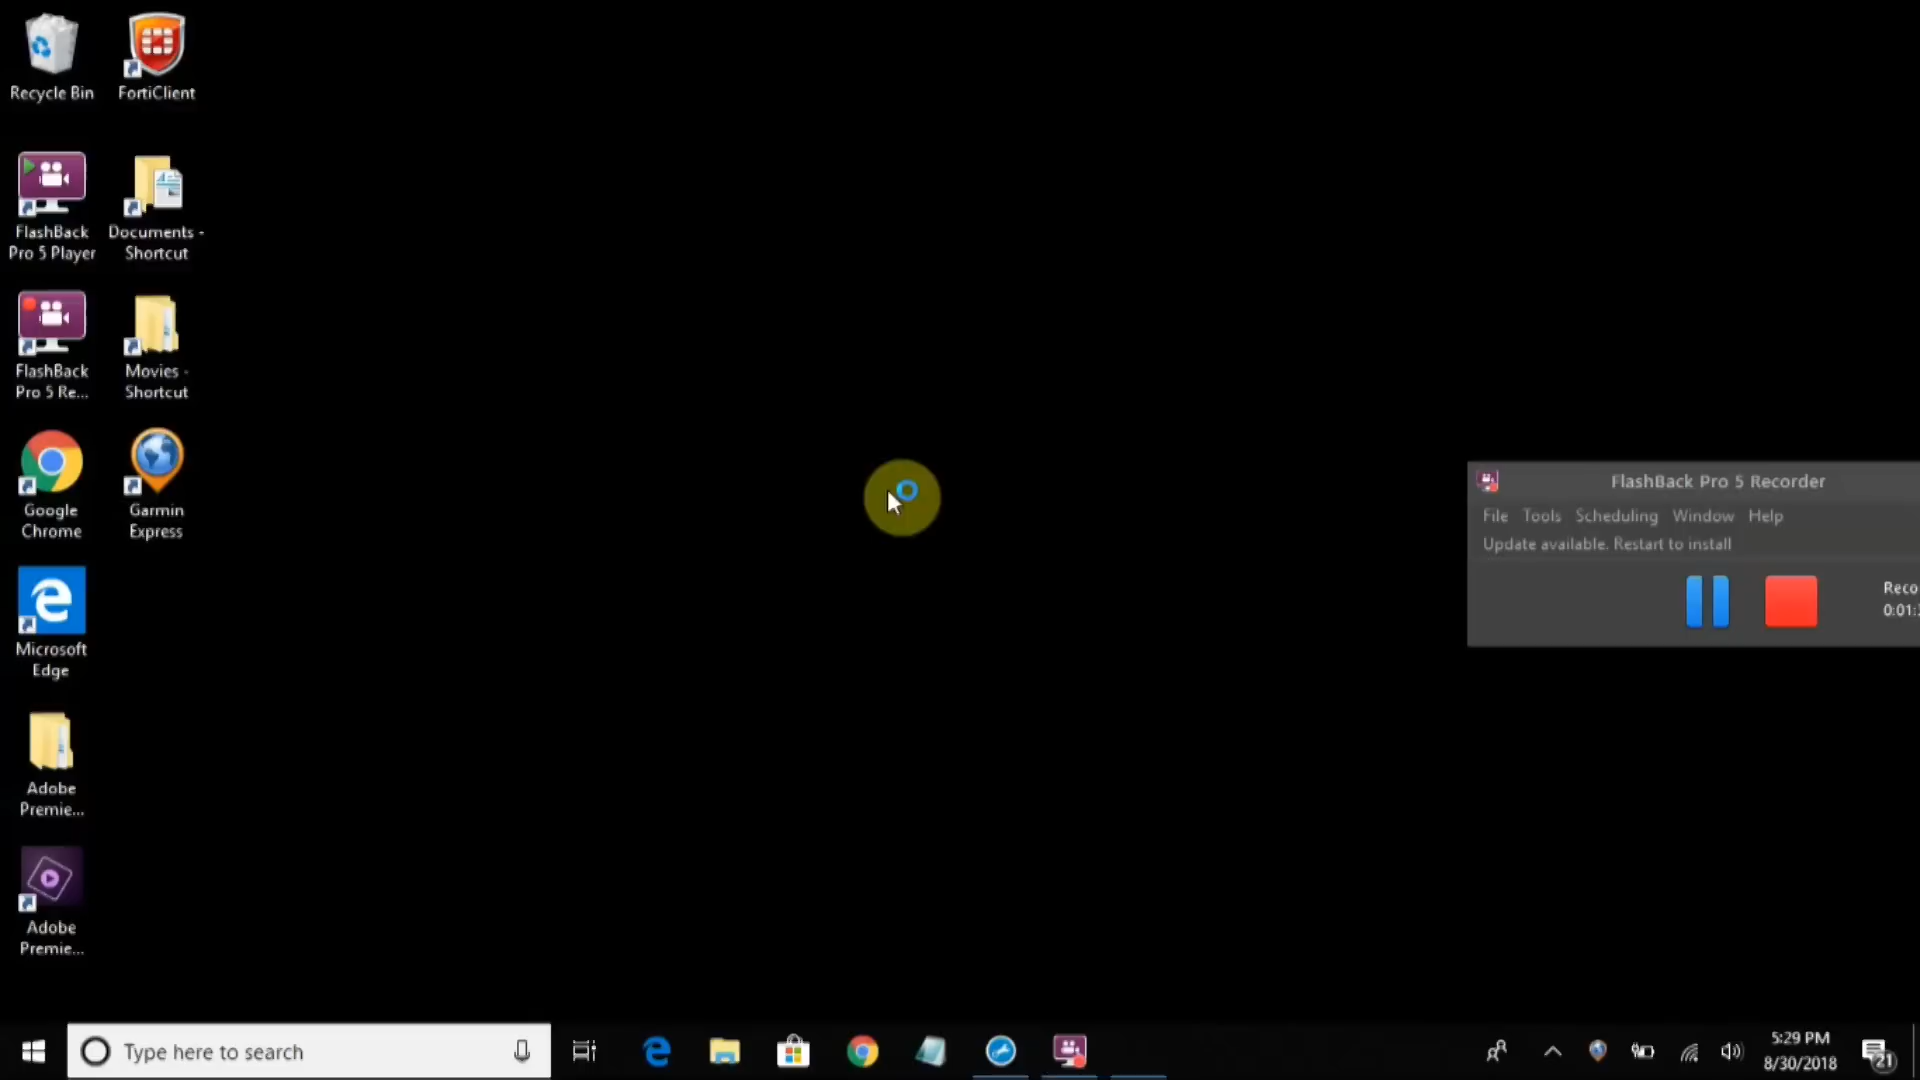 Recycle Bin
FortiClient
FlashBack
Pro 5 Player
Documents -
Shortcut
FlashBack
Pro 5 Re...
Movies -
Shortcut
Google
Chrome
Garmin
Express
Microsoft
Edge
Adobe
Premie...
Adobe
Premie...
FlashBack Pro 5 Recorder
File Tools Scheduling Window Help
Update available. Restart to install
Reco
0:01:
Type here to search
5:29 PM
8/30/2018
21